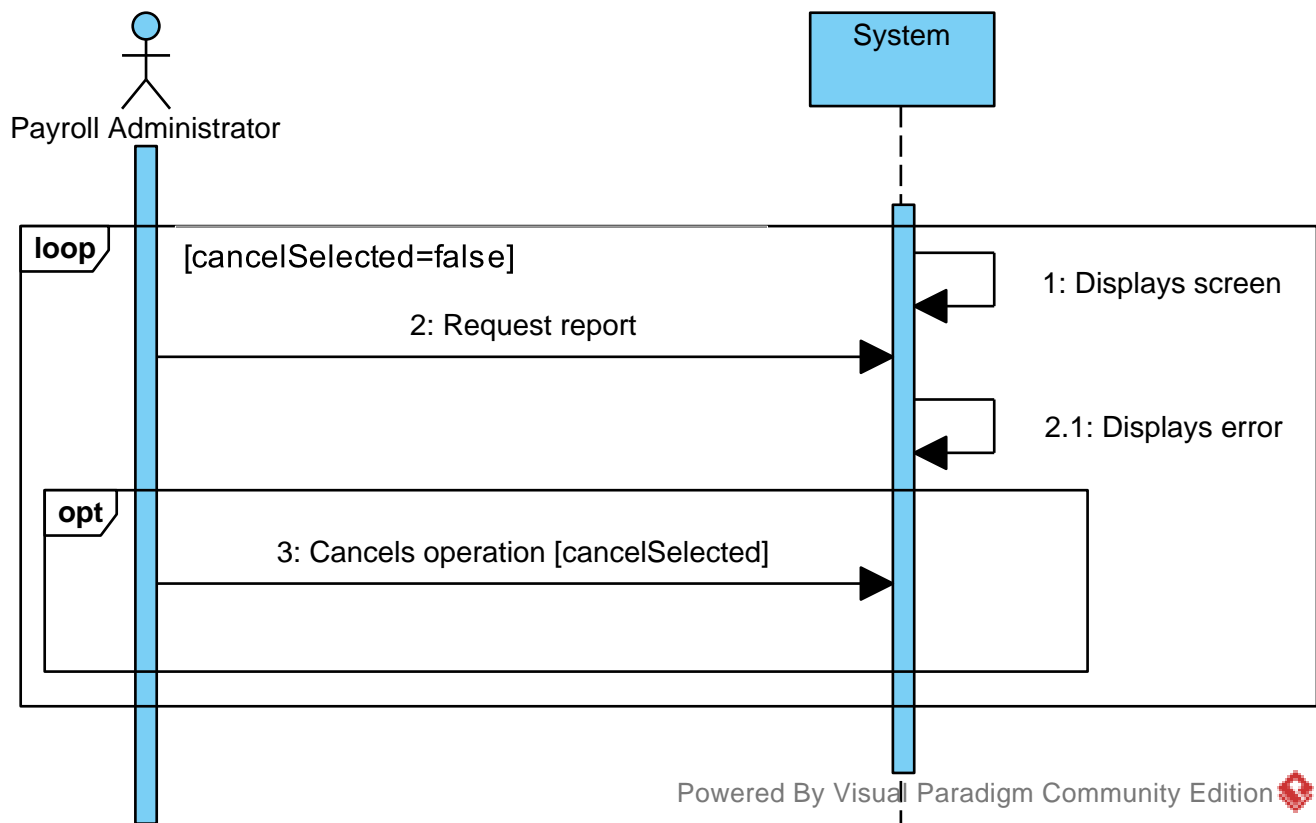 System
Payroll Administrator
loop
[cancelSelected=false]
1: Displays screen
2: Request report
2.1: Displays error
opt
3: Cancels operation [cancelSelected]
Powered By Visual Paradigm Community Edition